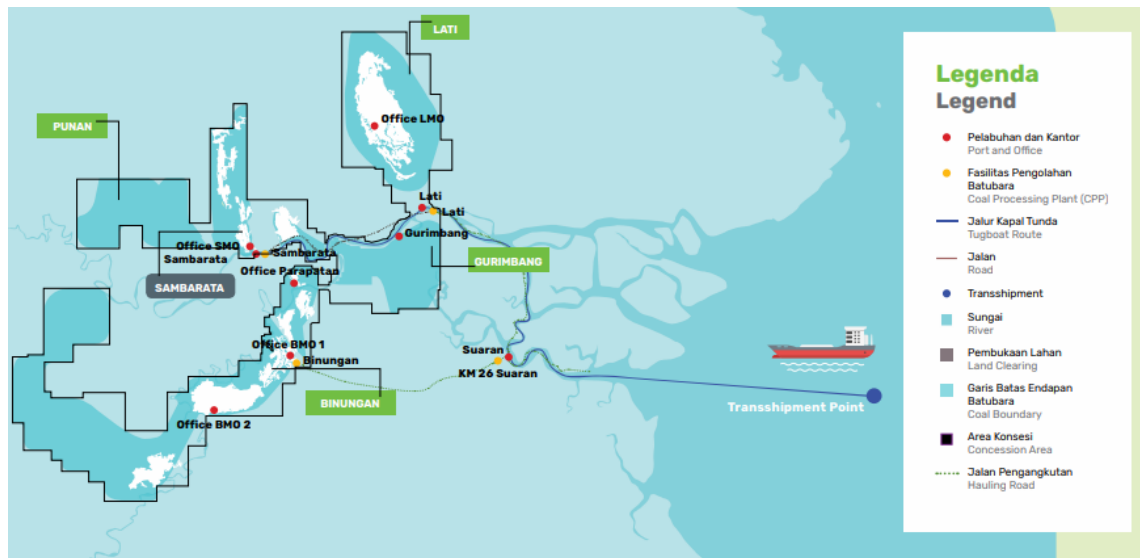 LATI
PUNAN
Office LMO
Lati
Lati
Gurimbang
Office SMO
Sambarata
Sambarata
GURIMBANG
Office Parapatan
SAMBARATA
Office BMO 1
Binungan
Suaran
KM 26 Suaran
BINUNGAN
Transshipment Point
Office BMO 2
Legenda
Legend
Pelabuhan dan Kantor
Port and Office
Fasilitas Pengolahan
Batubara
Coal Processing Plant (CPP)
Jalur Kapal Tunda
Tugboat Route
Jalan
Road
Transshipment
Sungai
River
Pembukaan Lahan
Land Clearing
Garis Batas Endapan
Batubara
Coal Boundary
Area Konsesi
Concession Area
Jalan Pengangkutan
Hauling Road